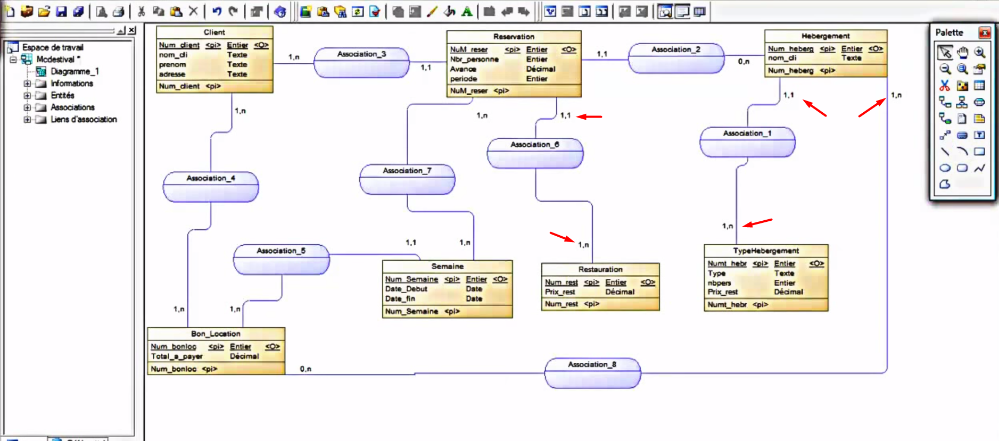 Espace de travail
Mcdestival *
Diagramme_1
Informations
Entités
Associations
Liens d'association
Client
Num_client <pi> Entier <O>
nom_cli Texte
prenom Texte
adresse Texte
Num_client <pi>
1,n
Association_3
1,1
Reservation
NuM_reser <pi> Entier <O>
Nbr_personne Entier
Avance Décimal
periode Entier
NuM_reser <pi>
1,1
Association_2
0,n
Hebergement
Num_heberg <pi> Entier <O>
nom_cli Texte
Num_heberg <pi>
Palette
1,n
1,n
1,1
1,1
1,n
Association_4
Association_7
Association_6
Association_1
1,n
1,n
1,n
1,1
Association_5
1,n
1,n
Semaine
Num_Semaine <pi> Entier <O>
Date_Debut Date
Date_fin Date
Num_Semaine <pi>
Restauration
Num_rest <pi> Entier <O>
Prix_rest Décimal
Num_rest <pi>
TypeHebergement
Numt_hebr <pi> Entier <O>
Type Texte
nbpers Entier
Prix_rest Décimal
Numt_hebr <pi>
Bon_Location
Num_bonloc <pi> Entier <O>
Total_a_payer Décimal
Num_bonloc <pi>
0,n
Association_8